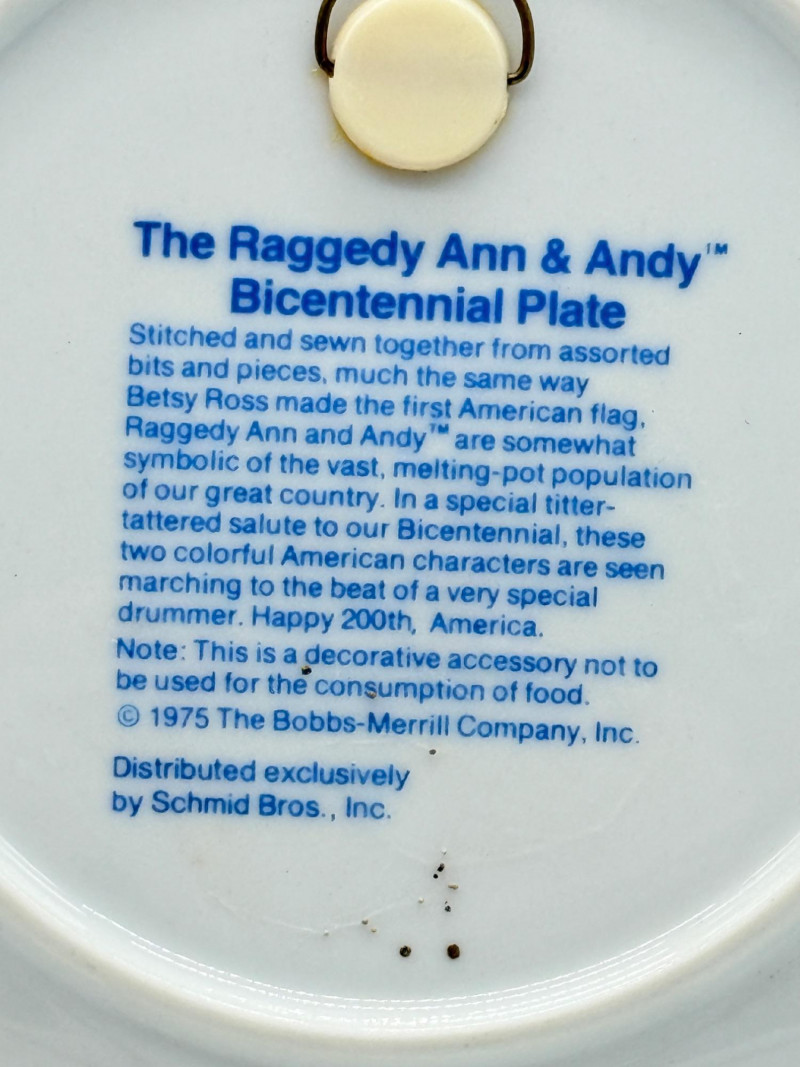 The Raggedy Ann & Andy™
Bicentennial Plate
Stitched and sewn together from assorted
bits and pieces, much the same way
Betsy Ross made the first American flag,
Raggedy Ann and Andy™ are somewhat
symbolic of the vast, melting-pot population
of our great country. In a special titter-
tattered salute to our Bicentennial, these
two colorful American characters are seen
marching to the beat of a very special
drummer. Happy 200th, America.
Note: This is a decorative accessory not to
be used for the consumption of food.
© 1975 The Bobbs-Merrill Company, Inc.
Distributed exclusively
by Schmid Bros., Inc.